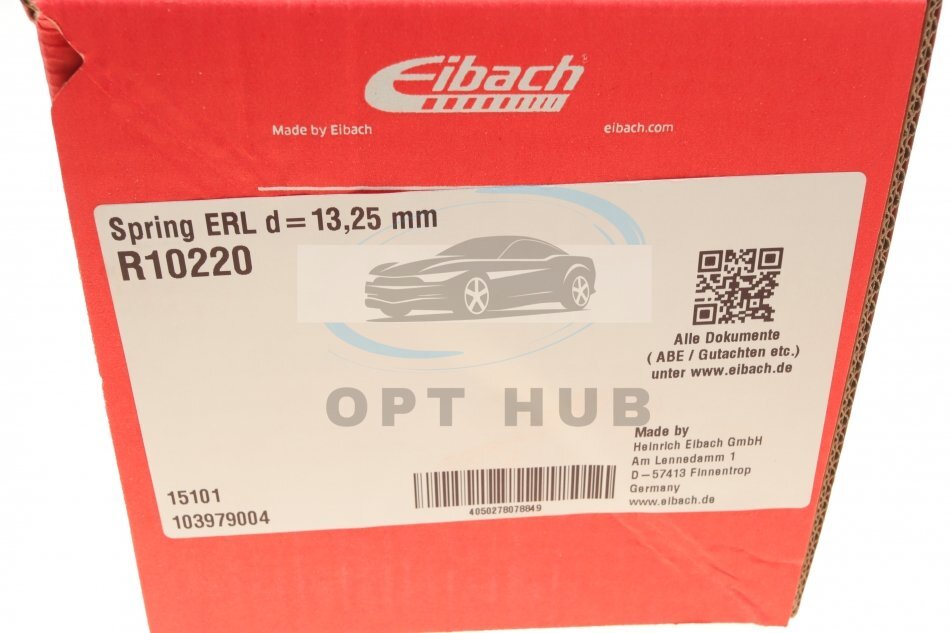 Eibach
Made by Eibach
eibach.com
Spring ERL d=13,25 mm
R10220
OPT HUB
Alle Dokumente
( ABE / Gutachten etc.)
unter www.eibach.de
Made by
Heinrich Eibach GmbH
Am Lennedamm 1
D-57413 Finnentrop
Germany
www.eibach.de
15101
103979004
4050278078849